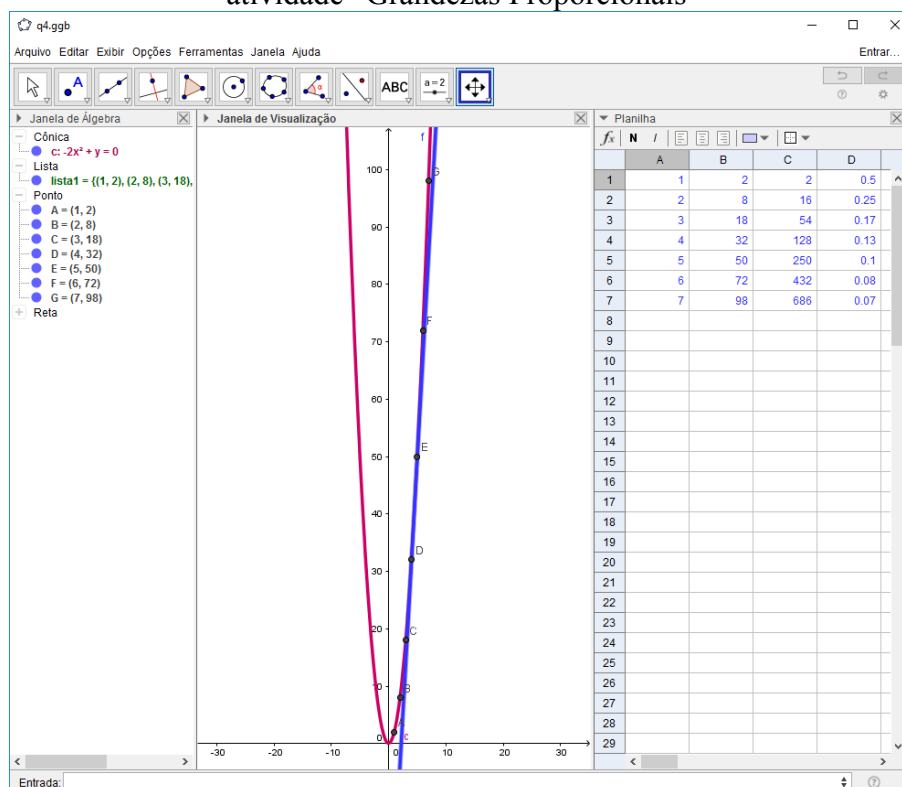 atividade "Grandezas Proporcionais"
q4.ggb
Arquivo Editar Exibir Opções Ferramentas Janela Ajuda
Entrar...
A
α
ABC
a = 2
Janela de Álgebra
Cônica
c: -2x² + y = 0
Lista
lista1 = {(1, 2), (2, 8), (3, 18),
Ponto
A = (1, 2)
B = (2, 8)
C = (3, 18)
D = (4, 32)
E = (5, 50)
F = (6, 72)
G = (7, 98)
Reta
Janela de Visualização
f
100
G
90
80
F
70
60
E
50
40
D
30
C
20
B
10
A
0
c
-30 -20 -10 0 10 20 30
Planilha
fx N I
A B C D
1 1 2 2 0.5
2 2 8 16 0.25
3 3 18 54 0.17
4 4 32 128 0.13
5 5 50 250 0.1
6 6 72 432 0.08
7 7 98 686 0.07
8
9
10
11
12
13
14
15
16
17
18
19
20
21
22
23
24
25
26
27
28
29
Entrada: